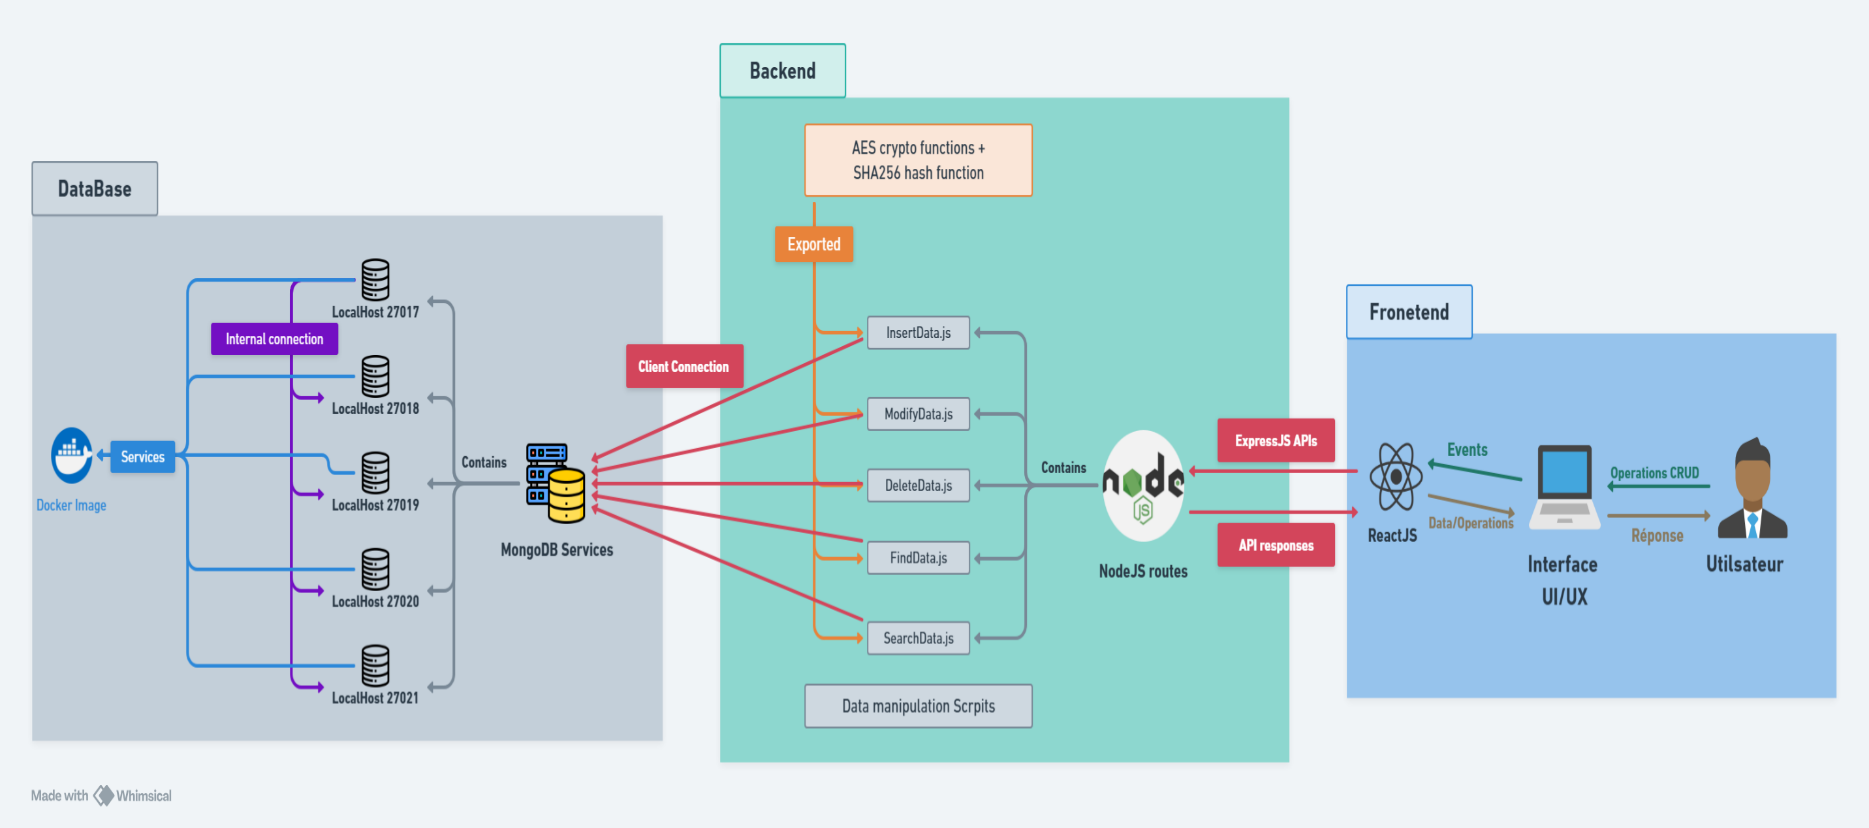 Backend
AES crypto functions +
SHA256 hash function
DataBase
Exported
LocalHost 27017
Internal connection
LocalHost 27018
Services
Docker Image
LocalHost 27019
LocalHost 27020
LocalHost 27021
Contains
MongoDB Services
Client Connection
InsertData.js
ModifyData.js
DeleteData.js
FindData.js
SearchData.js
Data manipulation Scrpits
Contains
node
JS
NodeJS routes
ExpressJS APIs
API responses
Fronetend
ReactJS
Events
Data/Operations
Interface
UI/UX
Operations CRUD
Réponse
Utilsateur
Made with Whimsical